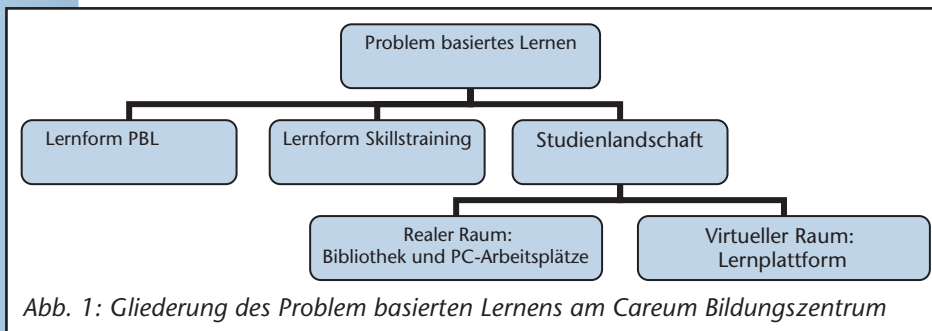 Problem basiertes Lernen
Lernform PBL
Lernform Skillstraining
Studienlandschaft
Realer Raum:
Bibliothek und PC-Arbeitsplätze
Virtueller Raum:
Lernplattform
Abb. 1: Gliederung des Problem basierten Lernens am Careum Bildungszentrum